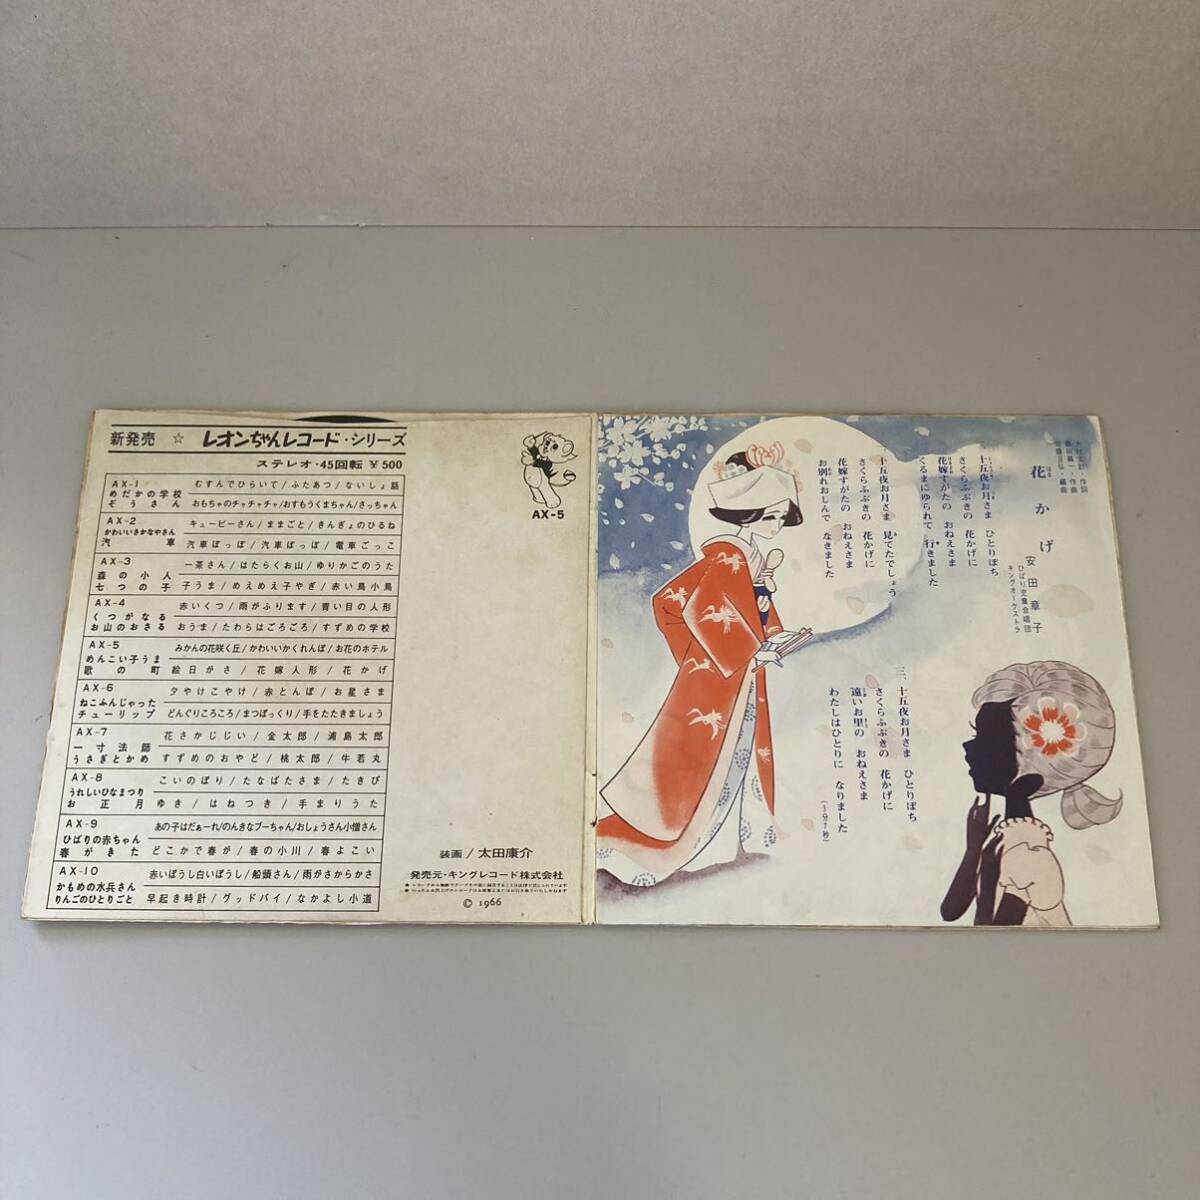 新発売 ☆ レオンちゃんレコード・シリーズ
ステレオ・45回転 ¥500
AX-1
めだかの学校
ぞうさん
むすんでひらいて/ふたあつ/ないしょ話
おもちゃのチャチャチャ/おすもうくまちゃん/さっちゃん
AX-2
かわいいさかなやさん
汽車
キューピーさん/ままごと/きんぎょのひるね
汽車ぽっぽ/汽車ぽっぽ/電車ごっこ
AX-3
森の小人
七つの子
一茶さん/はたらくお山/ゆりかごのうた
子うま/めえめえ子やぎ/赤い鳥小鳥
AX-4
くつがなる
お山のおさる
赤いくつ/雨がふります/青い目の人形
おうま/たわらはごろごろ/すずめの学校
AX-5
めんこい子うま
歌の町
みかんの花咲く丘/かわいいかくれんぼ/お花のホテル
絵日がさ/花嫁人形/花かげ
AX-6
ねこふんじゃった
チューリップ
夕やけこやけ/赤とんぼ/お星さま
どんぐりころころ/まつぼっくり/手をたたきましょう
AX-7
一寸法師
うさぎとかめ
花さかじじい/金太郎/浦島太郎
すずめのおやど/桃太郎/牛若丸
AX-8
うれしいひなまつり
お正月
こいのぼり/たなばたさま/たきび
ゆき/はねつき/手まりうた
AX-9
ひばりの赤ちゃん
春がきた
あの子はだぁーれ/のんきなブーちゃん/おしょうさん小僧さん
どこかで春が/春の小川/春よこい
AX-10
かもめの水兵さん
りんごのひとりごと
赤いぼうし白いぼうし/船頭さん/雨がさからかさ
早起き時計/グッドバイ/なかよし小道
AX-5
装画/太田康介
発売元・キングレコード株式会社
© 1966
花かげ
はな
安田章子
ひばり児童合唱団
キングオーケストラ
一、十五夜お月さま ひとりぽち
さくらふぶきの 花かげに
花嫁すがたの おねえさま
くるまにゆられて 行きました
二、十五夜お月さま 見てたでしょう
さくらふぶきの 花かげに
花嫁すがたの おねえさま
お別れおしんで なきました
三、十五夜お月さま ひとりぽち
さくらふぶきの 花かげに
遠いお里の おねえさま
わたしはひとりに なりました
(3分7秒)